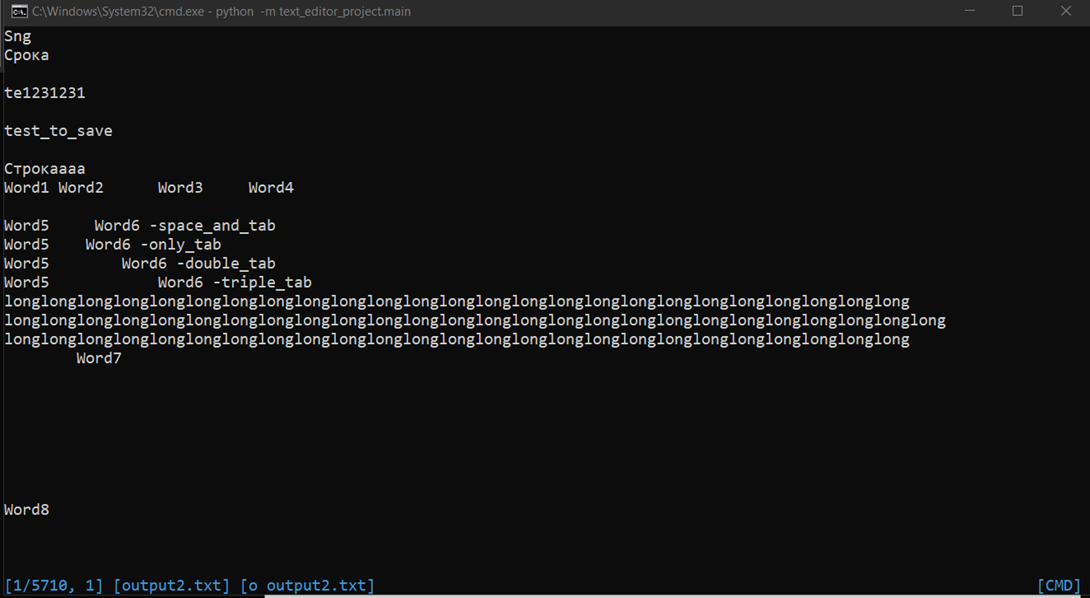 C:\Windows\System32\cmd.exe - python  -m text_editor_project.main
Sng
Срока
te1231231
test_to_save
Строкаааа
Word1 Word2      Word3     Word4
Word5     Word6 -space_and_tab
Word5    Word6 -only_tab
Word5        Word6 -double_tab
Word5            Word6 -triple_tab
longlonglonglonglonglonglonglonglonglonglonglonglonglonglonglonglonglonglonglonglonglonglonglonglong
longlonglonglonglonglonglonglonglonglonglonglonglonglonglonglonglonglonglonglonglonglonglonglonglonglong
longlonglonglonglonglonglonglonglonglonglonglonglonglonglonglonglonglonglonglonglonglonglonglonglong
        Word7
Word8
[1/5710, 1] [output2.txt] [o output2.txt] [CMD]